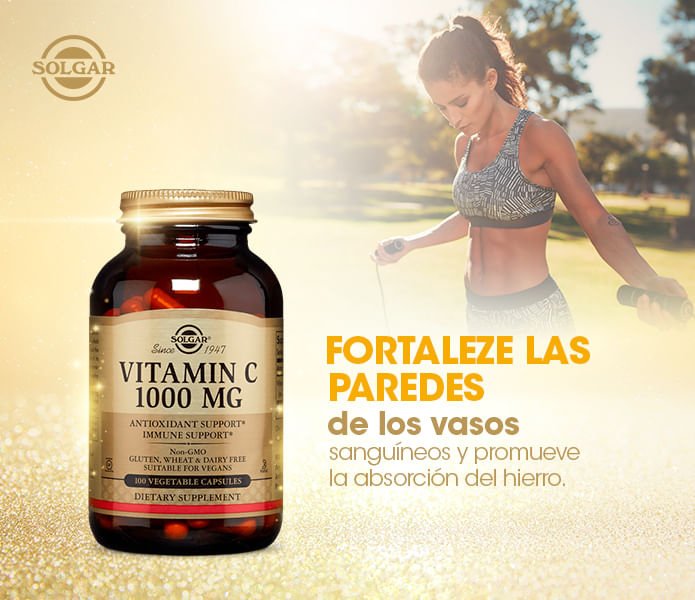 SOLGAR
SOLGAR
Since 1947
VITAMIN C
1000 MG
ANTIOXIDANT SUPPORT*
IMMUNE SUPPORT*
NON-GMO
GLUTEN, WHEAT & DAIRY FREE
SUITABLE FOR VEGANS
100 VEGETABLE CAPSULES
DIETARY SUPPLEMENT
FORTALEZE LAS
PAREDES
de los vasos
sanguíneos y promueve
la absorción del hierro.